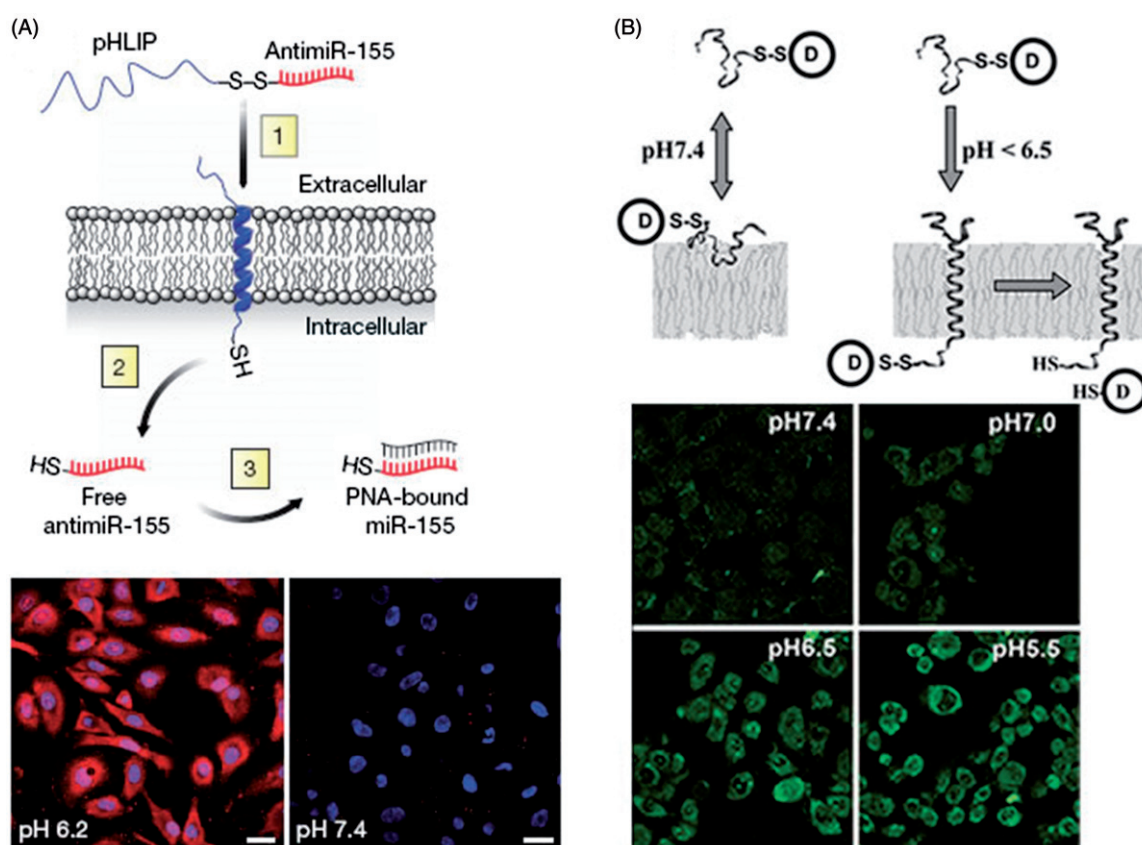 (A)
pHLIP
AntimiR-155
S-S
1
Extracellular
Intracellular
SH
2
3
HS
Free
antimiR-155
HS
PNA-bound
miR-155
pH 6.2
pH 7.4
(B)
S-S D
S-S D
pH7.4
pH < 6.5
D S-S
D S-S
HS
HS D
pH7.4
pH7.0
pH6.5
pH5.5